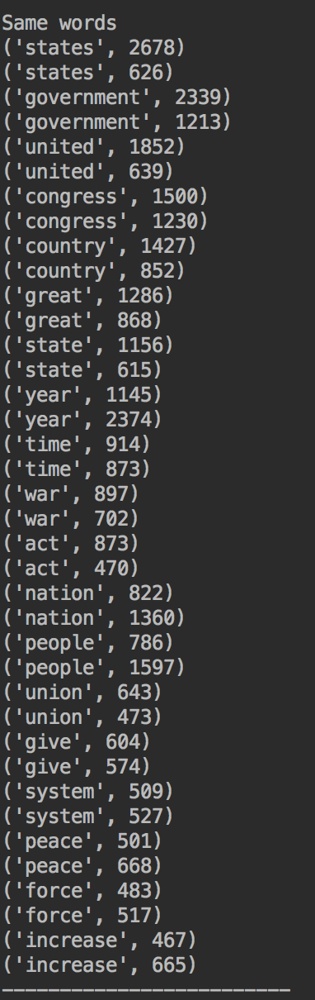 Same words
('states', 2678)
('states', 626)
('government', 2339)
('government', 1213)
('united', 1852)
('united', 639)
('congress', 1500)
('congress', 1230)
('country', 1427)
('country', 852)
('great', 1286)
('great', 868)
('state', 1156)
('state', 615)
('year', 1145)
('year', 2374)
('time', 914)
('time', 873)
('war', 897)
('war', 702)
('act', 873)
('act', 470)
('nation', 822)
('nation', 1360)
('people', 786)
('people', 1597)
('union', 643)
('union', 473)
('give', 604)
('give', 574)
('system', 509)
('system', 527)
('peace', 501)
('peace', 668)
('force', 483)
('force', 517)
('increase', 467)
('increase', 665)
-------------------------